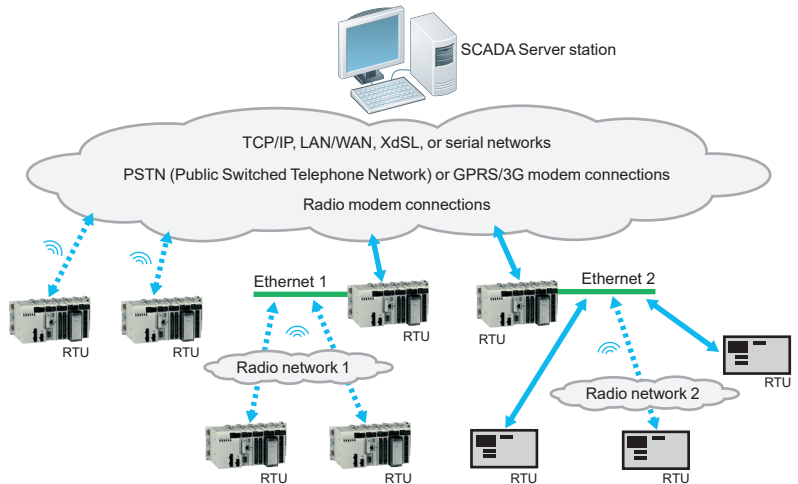 SCADA Server station
TCP/IP, LAN/WAN, XdSL, or serial networks
PSTN (Public Switched Telephone Network) or GPRS/3G modem connections
Radio modem connections
Ethernet 1
Ethernet 2
RTU
RTU
RTU
RTU
Radio network 1
RTU
Radio network 2
RTU
RTU
RTU
RTU